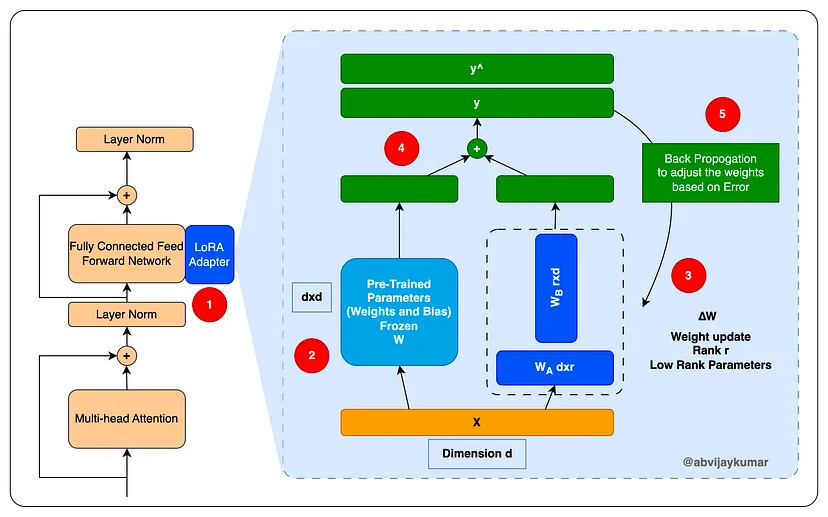 Layer Norm
+
Fully Connected Feed
Forward Network
LoRA
Adapter
1
Layer Norm
+
Multi-head Attention
y^
y
4
+
5
Back Propogation
to adjust the weights
based on Error
dxd
2
Pre-Trained
Parameters
(Weights and Bias)
Frozen
W
W_B rxd
W_A dxr
3
ΔW
Weight update
Rank r
Low Rank Parameters
X
Dimension d
@abvijaykumar